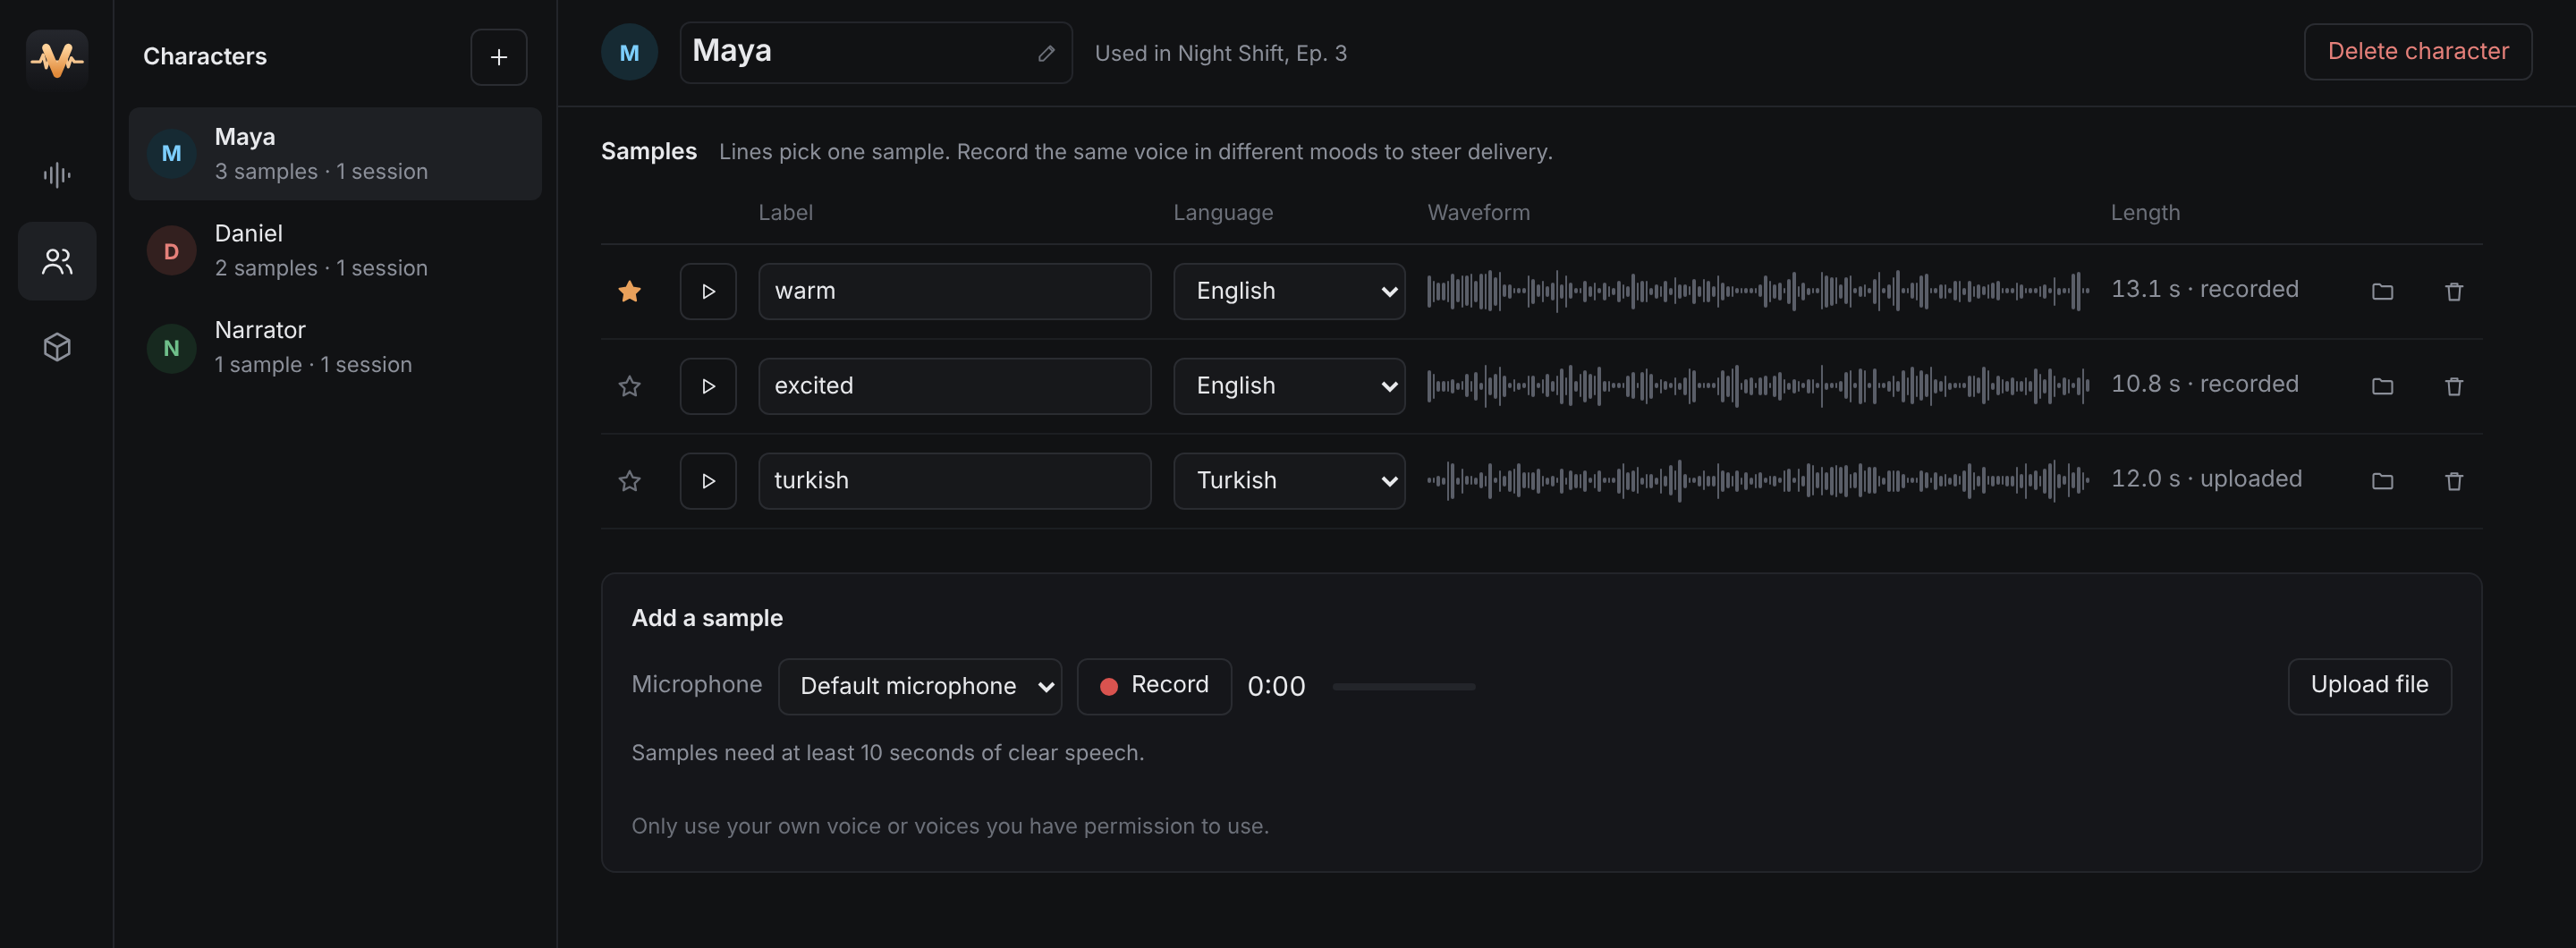 Characters
+
M
Maya
3 samples · 1 session
D
Daniel
2 samples · 1 session
N
Narrator
1 sample · 1 session
M
Maya
Used in Night Shift, Ep. 3
Delete character
Samples
Lines pick one sample. Record the same voice in different moods to steer delivery.
Label
Language
Waveform
Length
warm
English
13.1 s · recorded
excited
English
10.8 s · recorded
turkish
Turkish
12.0 s · uploaded
Add a sample
Microphone
Default microphone
Record
0:00
Upload file
Samples need at least 10 seconds of clear speech.
Only use your own voice or voices you have permission to use.